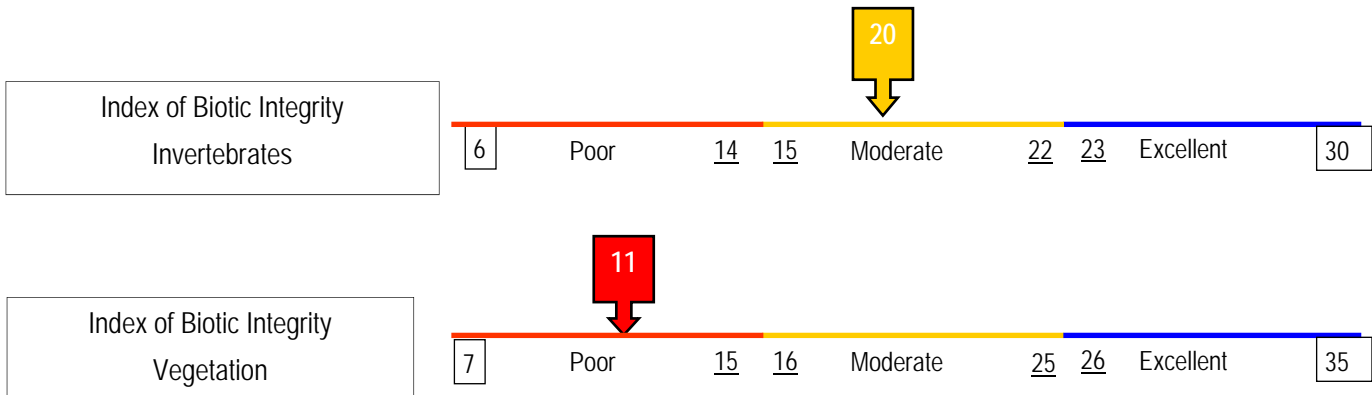 20
Index of Biotic Integrity
Invertebrates
6 Poor 14 15 Moderate 22 23 Excellent 30
11
Index of Biotic Integrity
Vegetation
7 Poor 15 16 Moderate 25 26 Excellent 35